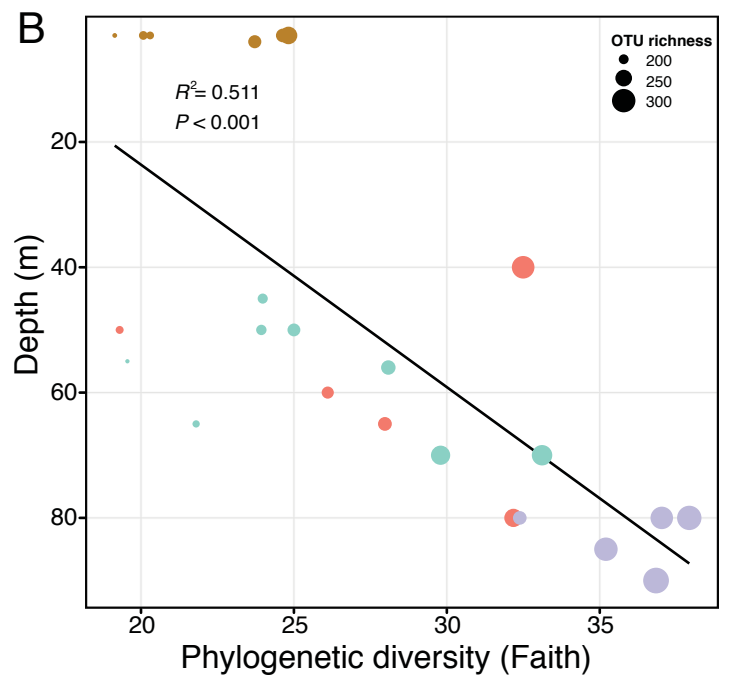 B
OTU richness
200
250
300
R²= 0.511
P < 0.001
20
40
60
80
Depth (m)
20 25 30 35
Phylogenetic diversity (Faith)